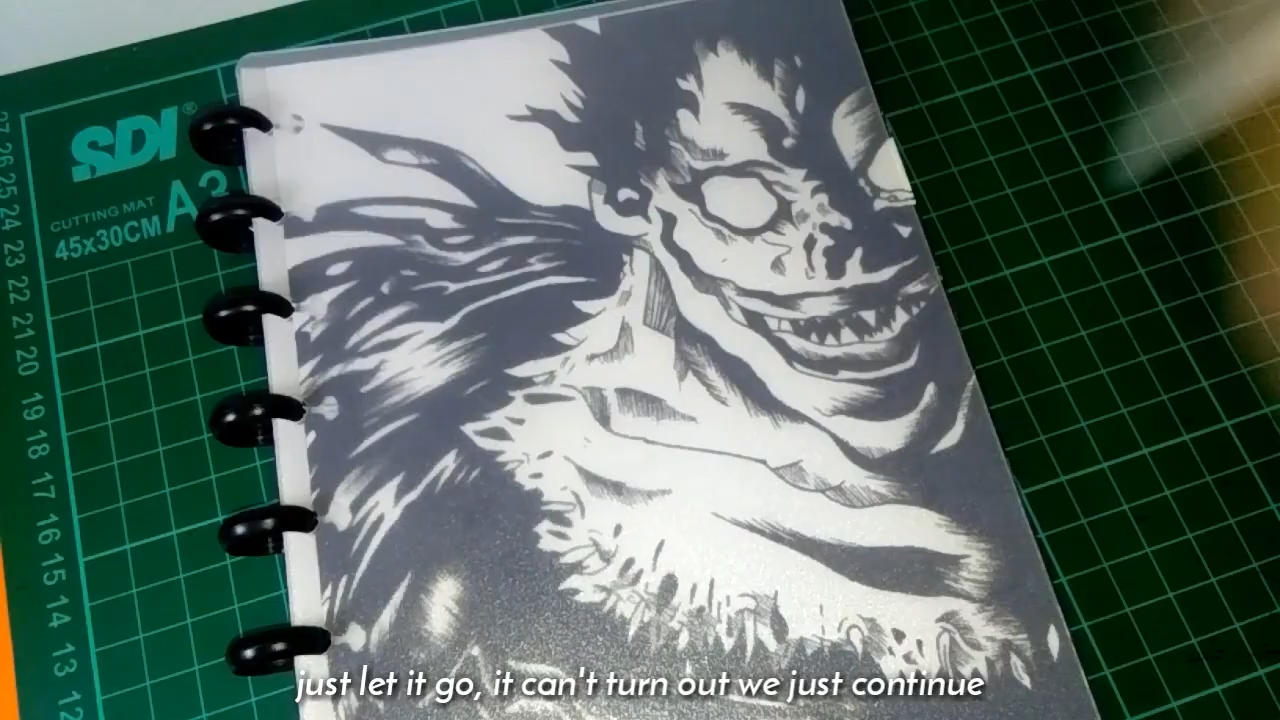 SDI®
A3
CUTTING MAT
45x30CM
27 26 25 24 23 22 21 20 19 18 17 16 15 14 13 12
just let it go, it can't turn out we just continue